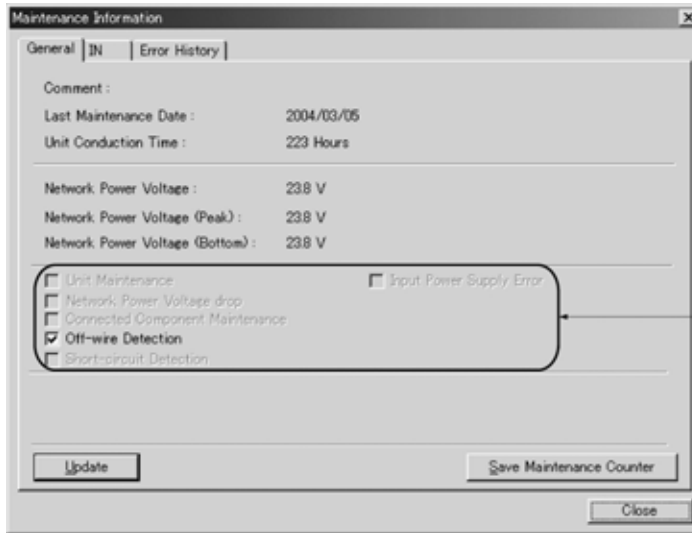 Maintenance Information
General IN Error History
Comment :
Last Maintenance Date : 2004/03/05
Unit Conduction Time : 223 Hours
Network Power Voltage : 23.8 V
Network Power Voltage (Peak) : 23.8 V
Network Power Voltage (Bottom) : 23.8 V
Unit Maintenance Input Power Supply Error
Network Power Voltage drop
Connected Component Maintenance
Off-wire Detection
Short-circuit Detection
Update Save Maintenance Counter
Close